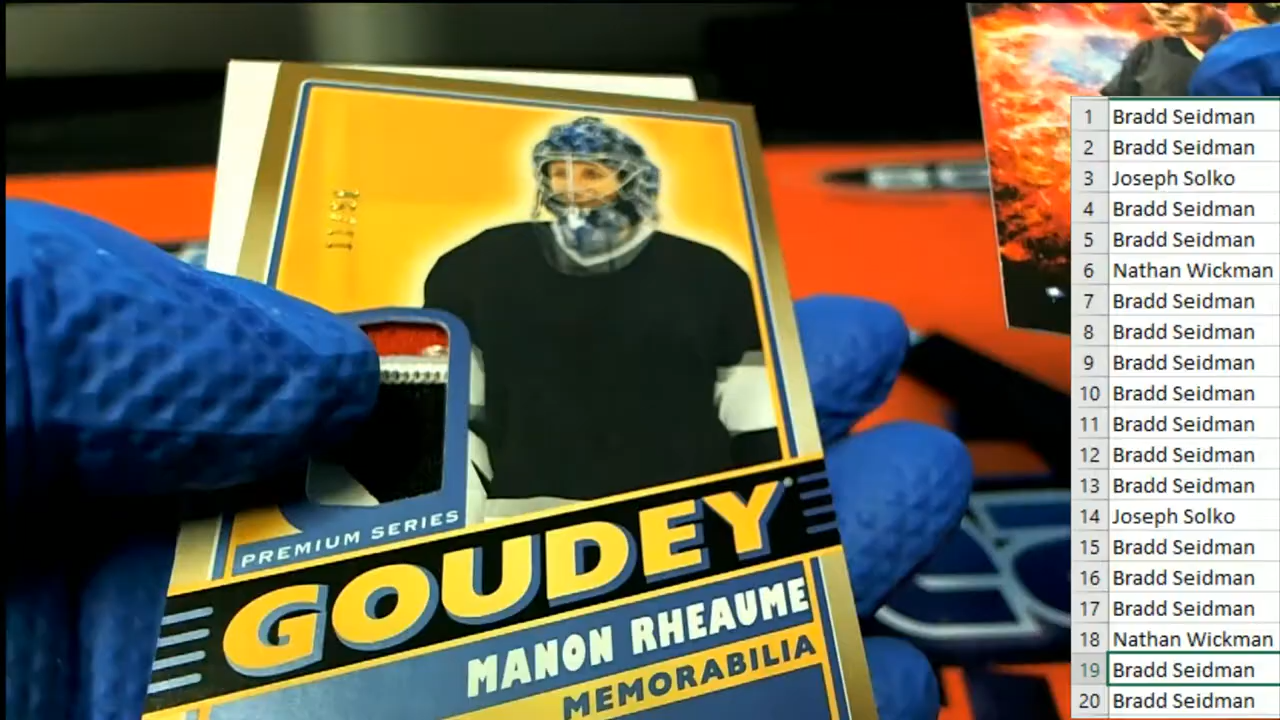 PREMIUM SERIES
GOUDEY
MANON RHEAUME
MEMORABILIA
1 Bradd Seidman
2 Bradd Seidman
3 Joseph Solko
4 Bradd Seidman
5 Bradd Seidman
6 Nathan Wickman
7 Bradd Seidman
8 Bradd Seidman
9 Bradd Seidman
10 Bradd Seidman
11 Bradd Seidman
12 Bradd Seidman
13 Bradd Seidman
14 Joseph Solko
15 Bradd Seidman
16 Bradd Seidman
17 Bradd Seidman
18 Nathan Wickman
19 Bradd Seidman
20 Bradd Seidman